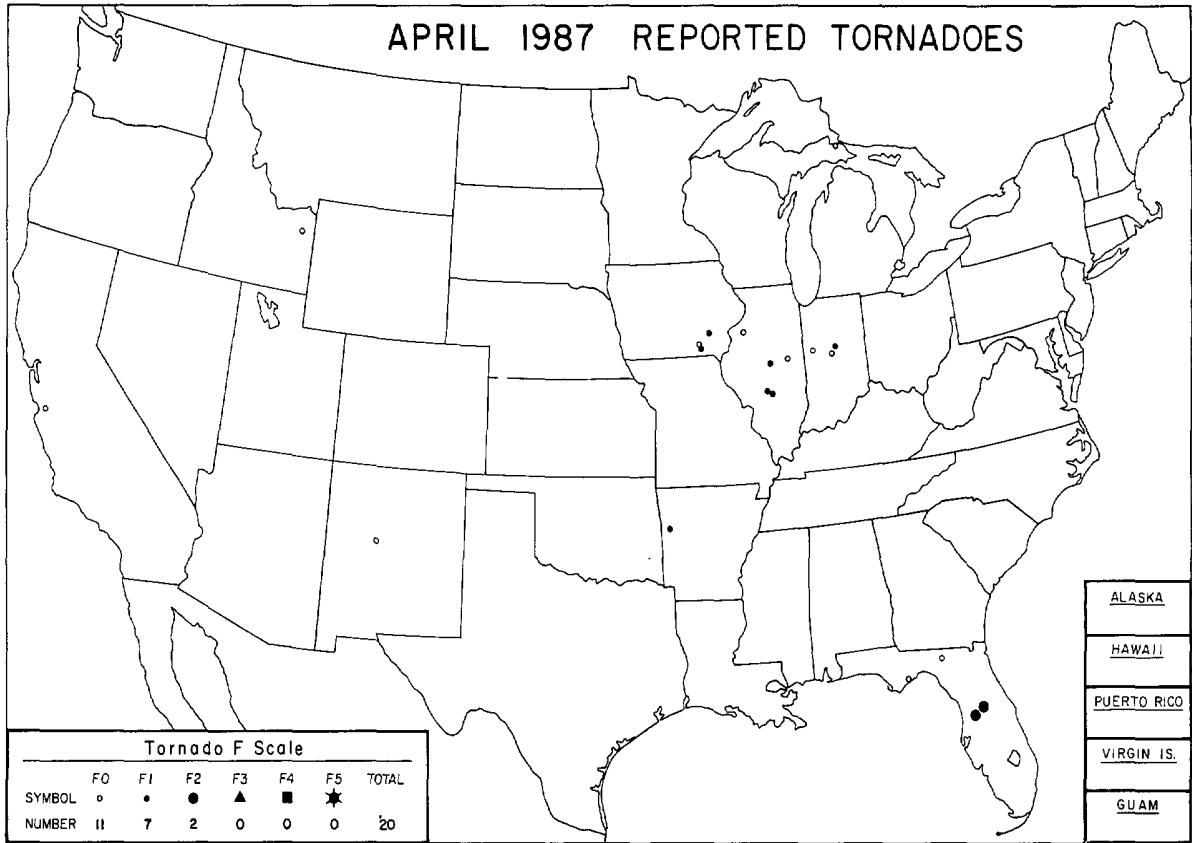 APRIL 1987 REPORTED TORNADOES
ALASKA
HAWAII
PUERTO RICO
VIRGIN IS.
GUAM
Tornado F Scale
F0 F1 F2 F3 F4 F5 TOTAL
SYMBOL
NUMBER 11 7 2 0 0 0 20